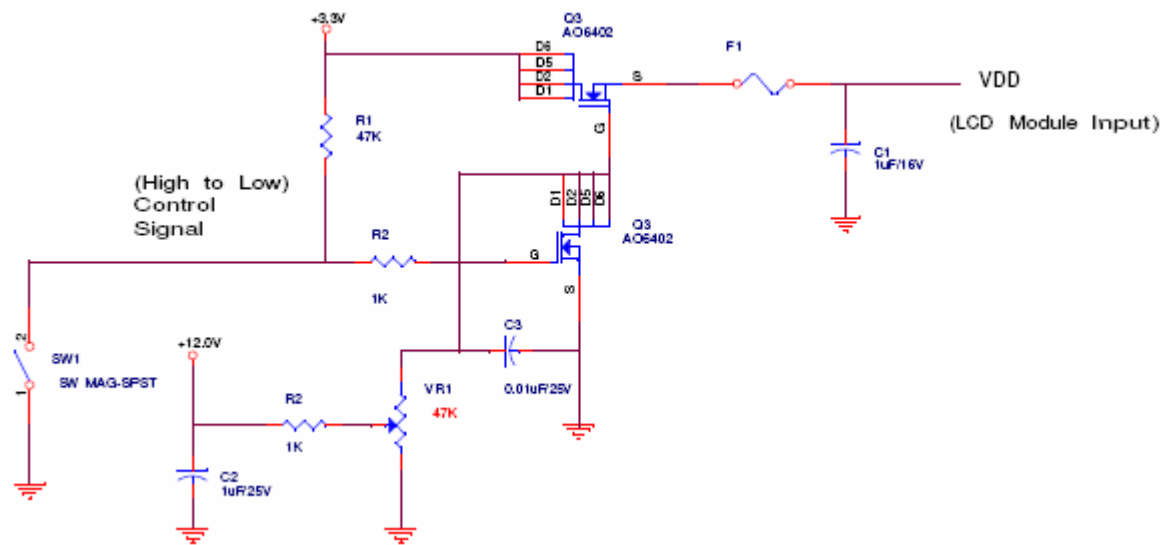 +3.3V
Q3
AO6402
D6
D5
D2
D1
S
G
F1
VDD
(LCD Module Input)
R1
47K
C1
1uF/16V
(High to Low)
Control
Signal
D1
D2
D5
D6
Q3
AO6402
R2
G
1K
S
2
SW1
SW MAG-SPST
1
+12.0V
C3
0.01uF/25V
VR1
47K
R2
1K
C2
1uF/25V